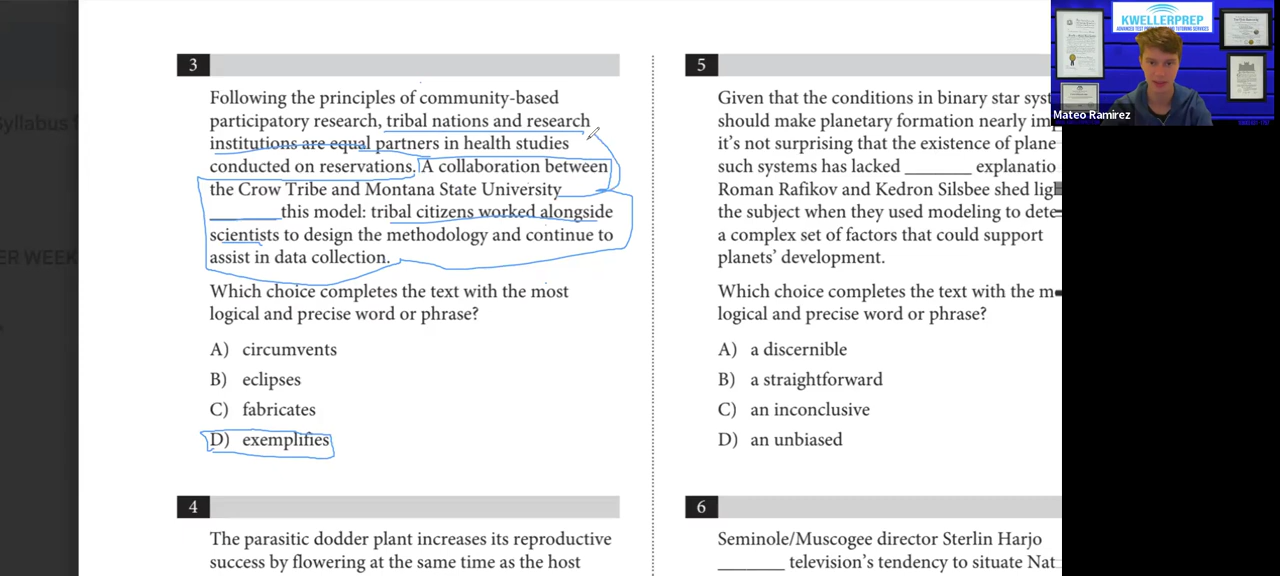 KWELLERPREP
ADVANCED TEST PREPARATION AND TUTORING SERVICES
Mateo Ramirez
Syllabus
ER WEEK
3
Following the principles of community-based
participatory research, tribal nations and research
institutions are equal partners in health studies
conducted on reservations. A collaboration between
the Crow Tribe and Montana State University
_______ this model: tribal citizens worked alongside
scientists to design the methodology and continue to
assist in data collection.
Which choice completes the text with the most
logical and precise word or phrase?
A) circumvents
B) eclipses
C) fabricates
D) exemplifies
4
The parasitic dodder plant increases its reproductive
success by flowering at the same time as the host
5
Given that the conditions in binary star syst
should make planetary formation nearly im
it's not surprising that the existence of plane
such systems has lacked _______ explanatio
Roman Rafikov and Kedron Silsbee shed lig
the subject when they used modeling to dete
a complex set of factors that could support
planets' development.
Which choice completes the text with the m
logical and precise word or phrase?
A) a discernible
B) a straightforward
C) an inconclusive
D) an unbiased
6
Seminole/Muscogee director Sterlin Harjo
_______ television's tendency to situate Nat